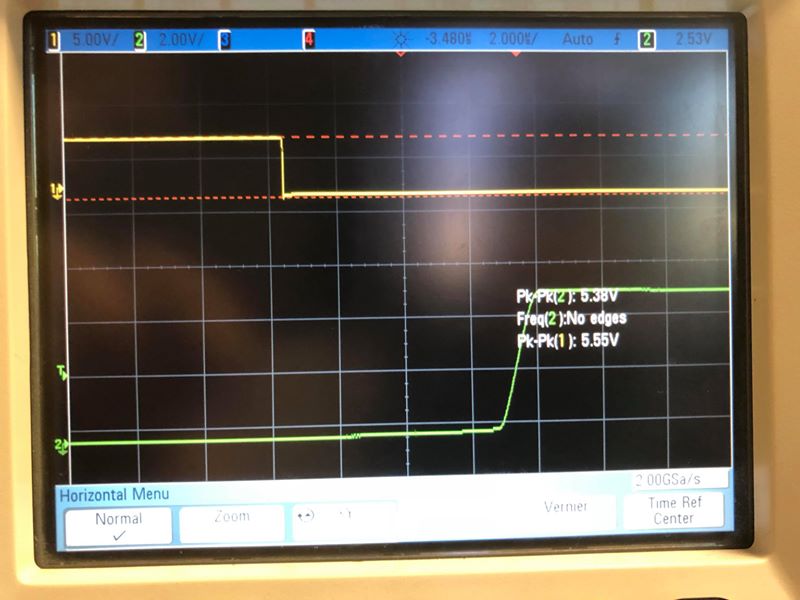 1 5.00V/ 2 2.00V/ 3 4 -3.480s 2.000s/ Auto 2 2.53V
1
Pk-Pk(2): 5.38V
Freq(2):No edges
Pk-Pk(1): 5.55V
T
2
2.00GSa/s
Horizontal Menu
Normal
Zoom
Vernier
Time Ref
Center